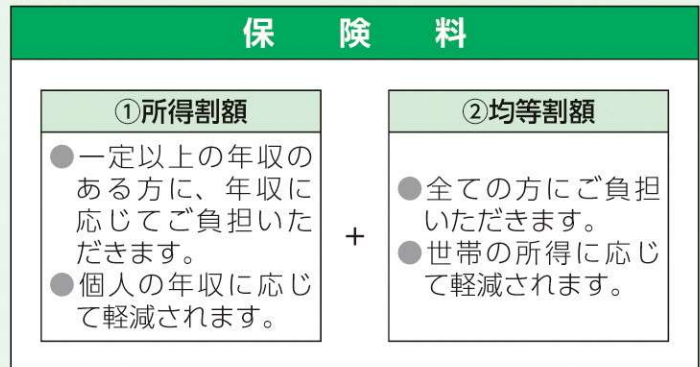 保　険　料
①所得割額
●一定以上の年収の
ある方に、年収に
応じてご負担いた
だきます。
●個人の年収に応じ
て軽減されます。
+
②均等割額
●全ての方にご負担
いただきます。
●世帯の所得に応じ
て軽減されます。